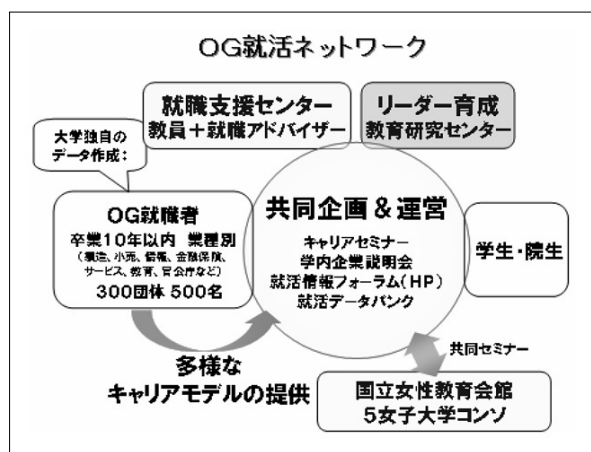 OG就活ネットワーク
就職支援センター
教員+就職アドバイザー
リーダー育成
教育研究センター
大学独自の
データ作成:
OG就職者
卒業10年以内 業種別
(製造、小売、情報、金融保険、
サービス、教育、官公庁など)
300団体 500名
共同企画&運営
キャリアセミナー
学内企業説明会
就活情報フォーラム(HP)
就活データバンク
学生・院生
多様な
キャリアモデルの提供
共同セミナー
国立女性教育会館
5女子大学コンソ